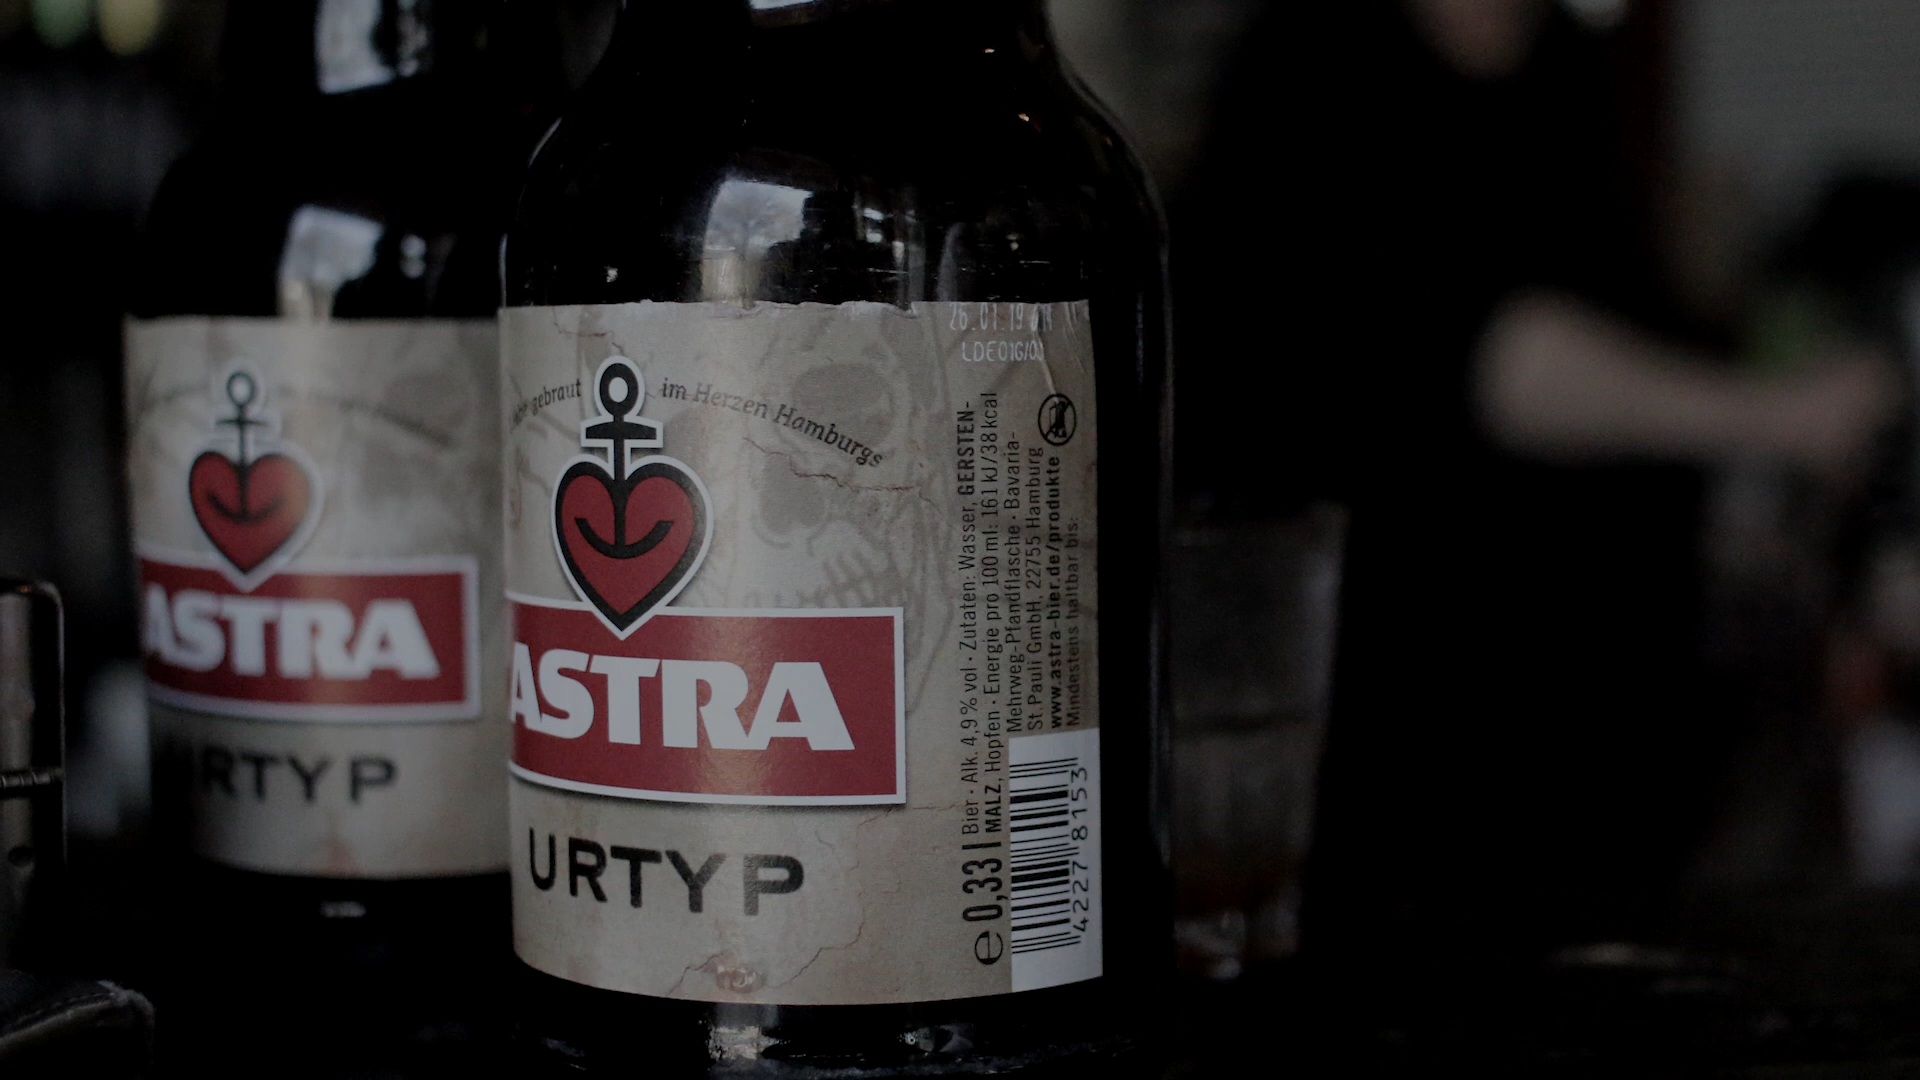 ASTRA
RTYP
gebraut im Herzen Hamburgs
ASTRA
URTYP
26.01.19
LDE01G/0
e 0,33 l Bier · Alk. 4,9 % vol · Zutaten: Wasser, GERSTEN-
MALZ, Hopfen · Energie pro 100 ml: 161 kJ/38 kcal
Mehrweg-Pfandflasche · Bavaria-
St. Pauli GmbH, 22755 Hamburg
www.astra-bier.de/produkte
Mindestens haltbar bis:
4227 8153